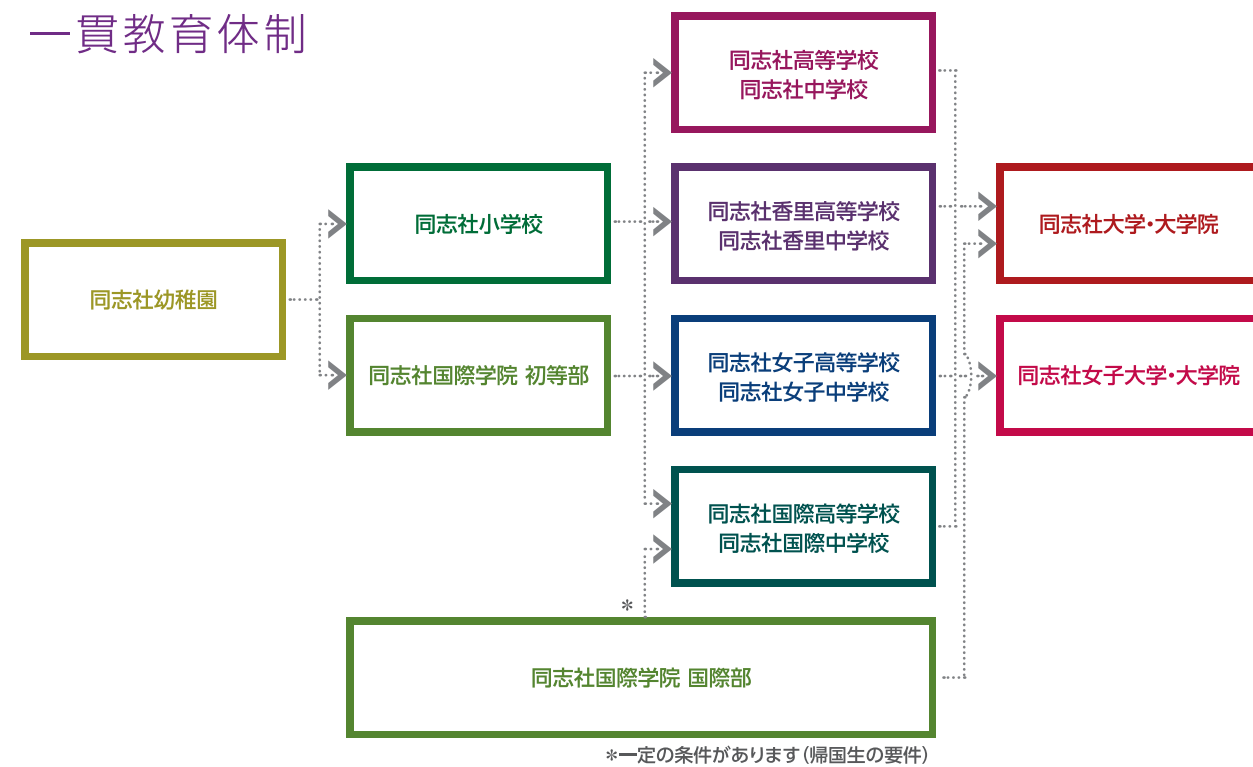 一貫教育体制
同志社幼稚園
同志社小学校
同志社国際学院 初等部
同志社高等学校
同志社中学校
同志社香里高等学校
同志社香里中学校
同志社女子高等学校
同志社女子中学校
同志社国際高等学校
同志社国際中学校
同志社大学・大学院
同志社女子大学・大学院
*
同志社国際学院 国際部
*一定の条件があります（帰国生の要件）